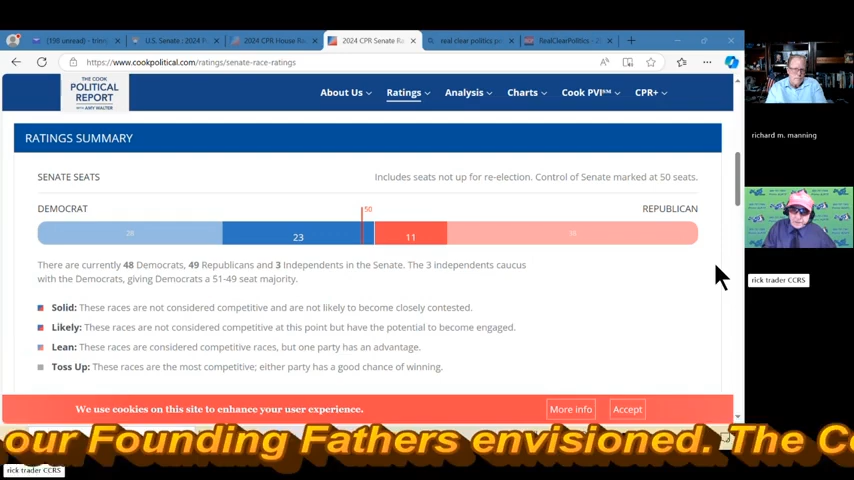 (198 unread) - trimn
U.S. Senate : 2024 P
2024 CPR House Ra
2024 CPR Senate Ra
real clear politics p
RealClearPolitics - 20
https://www.cookpolitical.com/ratings/senate-race-ratings
THE COOK
POLITICAL
REPORT
WITH AMY WALTER
About Us
Ratings
Analysis
Charts
Cook PVI℠
CPR+
RATINGS SUMMARY
SENATE SEATS
Includes seats not up for re-election. Control of Senate marked at 50 seats.
DEMOCRAT
50
REPUBLICAN
28
23
11
38
There are currently 48 Democrats, 49 Republicans and 3 Independents in the Senate. The 3 independents caucus
with the Democrats, giving Democrats a 51-49 seat majority.
Solid: These races are not considered competitive and are not likely to become closely contested.
Likely: These races are not considered competitive at this point but have the potential to become engaged.
Lean: These races are considered competitive races, but one party has an advantage.
Toss Up: These races are the most competitive; either party has a good chance of winning.
We use cookies on this site to enhance your user experience.
More info
Accept
richard m. manning
rick trader CCRS
our Founding Fathers envisioned. The Co
rick trader CCRS